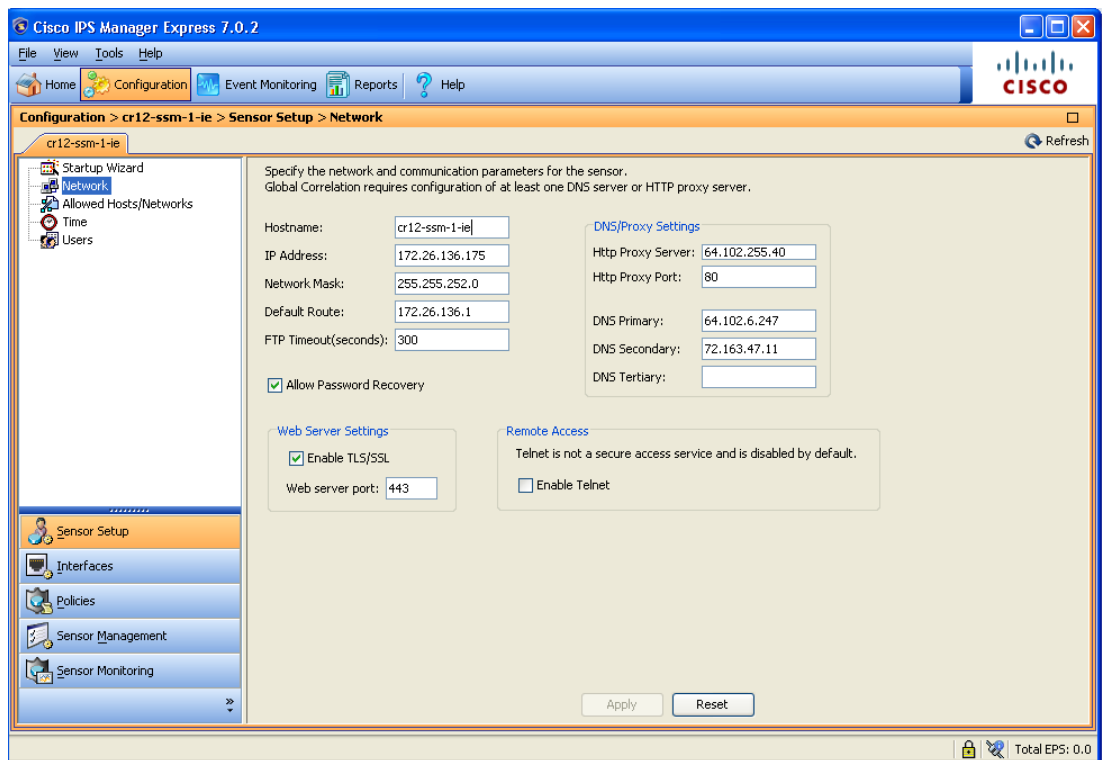 Cisco IPS Manager Express 7.0.2
File View Tools Help
Home Configuration Event Monitoring Reports Help
CISCO
Configuration > cr12-ssm-1-ie > Sensor Setup > Network
cr12-ssm-1-ie
Refresh
Startup Wizard
Network
Allowed Hosts/Networks
Time
Users
Sensor Setup
Interfaces
Policies
Sensor Management
Sensor Monitoring
Specify the network and communication parameters for the sensor.
Global Correlation requires configuration of at least one DNS server or HTTP proxy server.
Hostname: cr12-ssm-1-ie
IP Address: 172.26.136.175
Network Mask: 255.255.252.0
Default Route: 172.26.136.1
FTP Timeout(seconds): 300
Allow Password Recovery
DNS/Proxy Settings
Http Proxy Server: 64.102.255.40
Http Proxy Port: 80
DNS Primary: 64.102.6.247
DNS Secondary: 72.163.47.11
DNS Tertiary:
Web Server Settings
Enable TLS/SSL
Web server port: 443
Remote Access
Telnet is not a secure access service and is disabled by default.
Enable Telnet
Apply Reset
Total EPS: 0.0